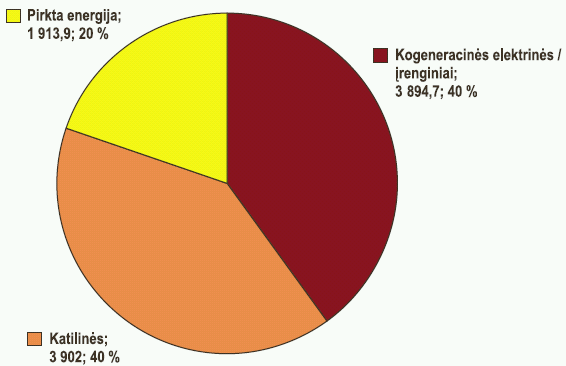 Pirkta energija;
1 913,9; 20 %
Kogeneracinės elektrinės /
įrenginiai;
3 894,7; 40 %
Katilinės;
3 902; 40 %